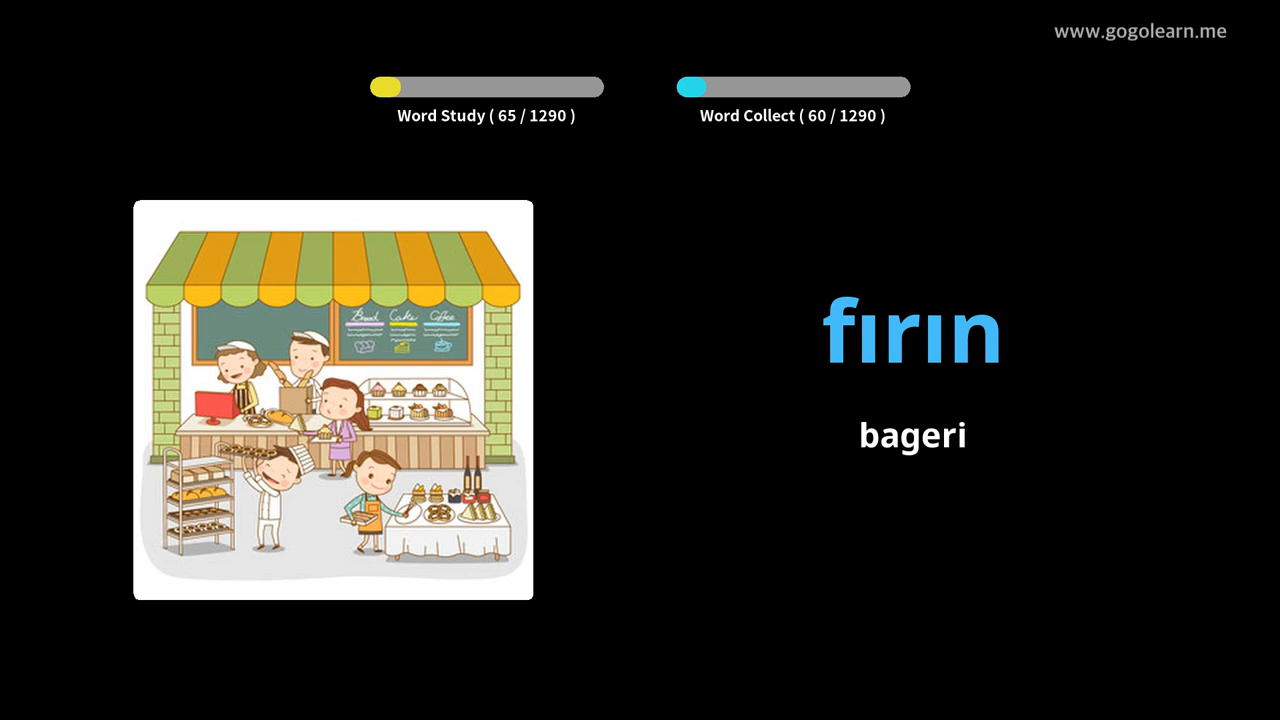 www.gogolearn.me
Word Study ( 65 / 1290 )
Word Collect ( 60 / 1290 )
Bread Cake Coffee
fırın
bageri